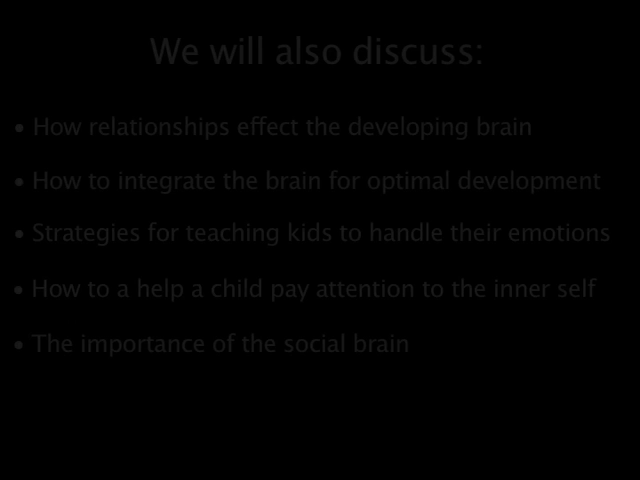 We will also discuss:
• How relationships effect the developing brain
• How to integrate the brain for optimal development
• Strategies for teaching kids to handle their emotions
• How to a help a child pay attention to the inner self
• The importance of the social brain